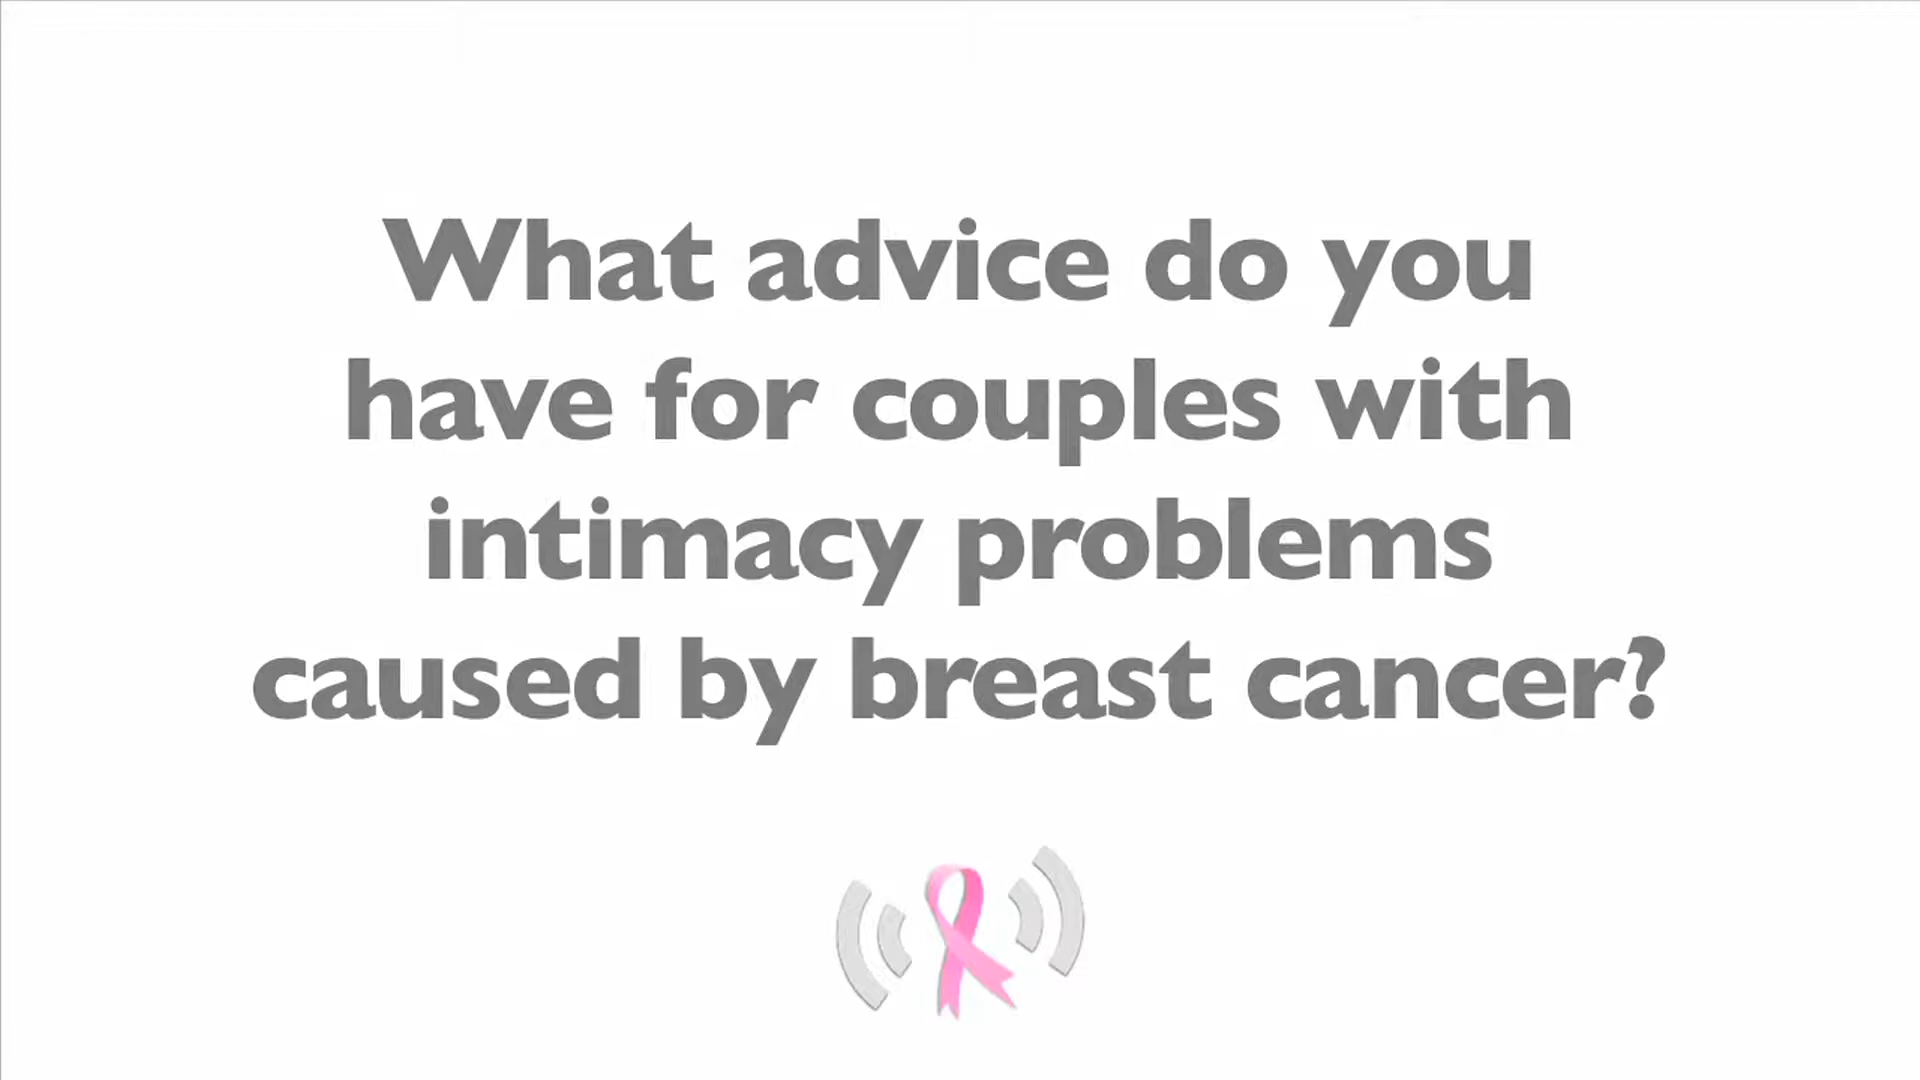 What advice do you
have for couples with
intimacy problems
caused by breast cancer?